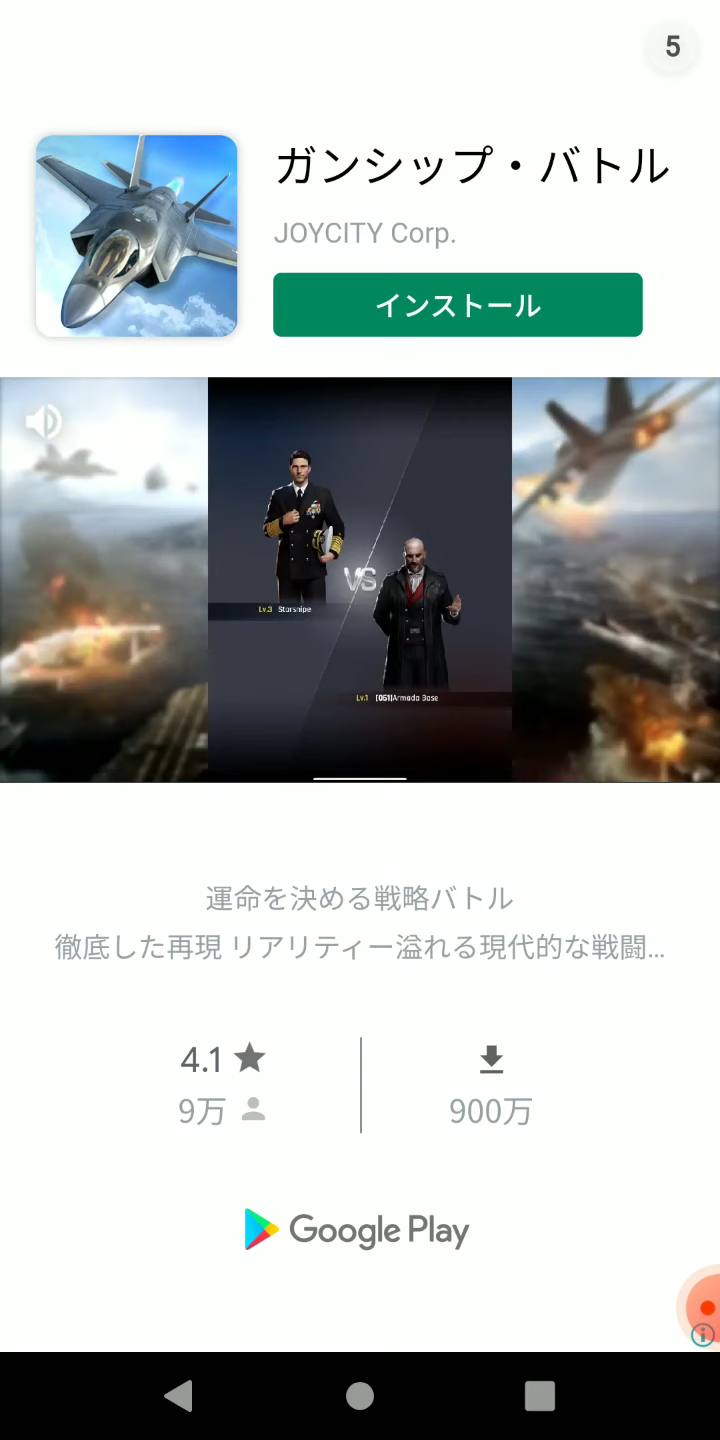 5
ガンシップ・バトル
JOYCITY Corp.
インストール
VS
Lv.3 Starsnipe
Lv.1 [061]Armada Base
運命を決める戦略バトル
徹底した再現 リアリティー溢れる現代的な戦闘...
4.1
9万
900万
Google Play